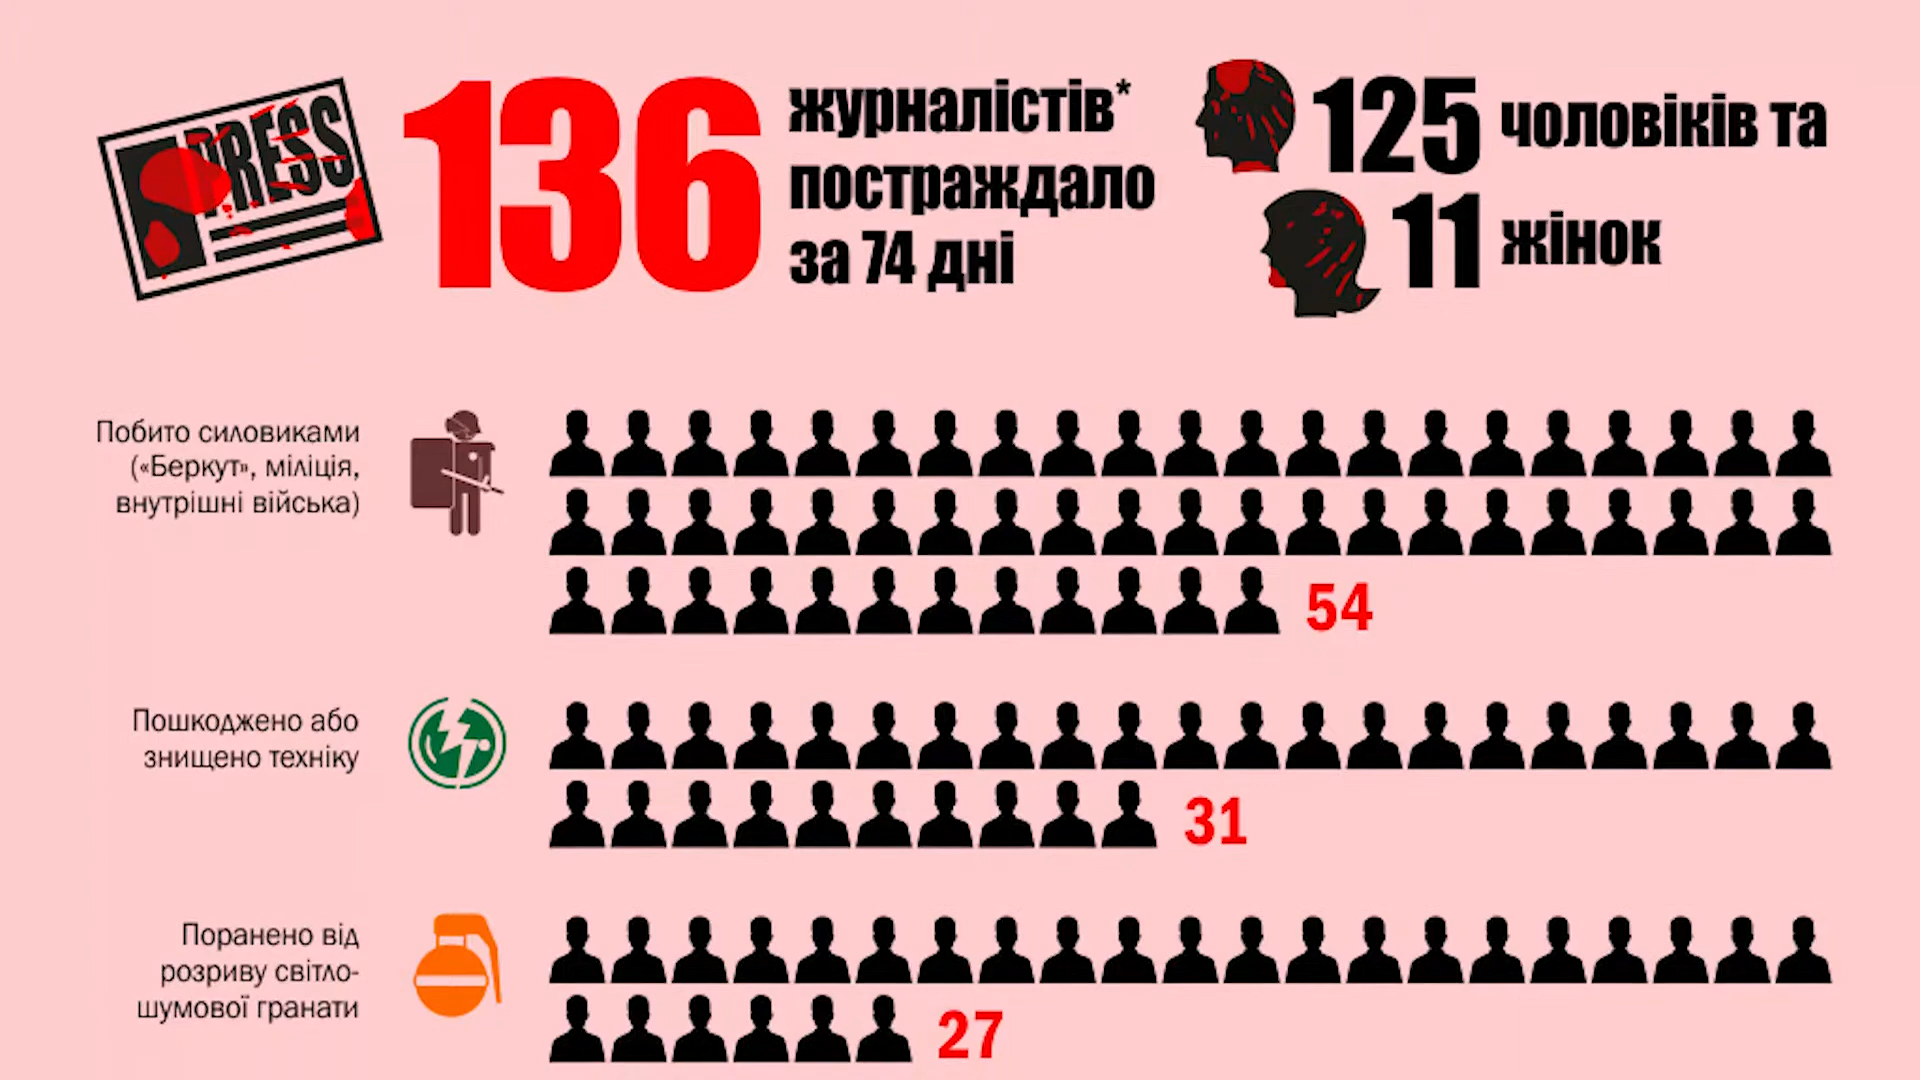 PRESS
136
журналістів*
постраждало
за 74 дні
125 чоловіків та
11 жінок
Побито силовиками
(«Беркут», міліція,
внутрішні війська)
54
Пошкоджено або
знищено техніку
31
Поранено від
розриву світло-
шумової гранати
27